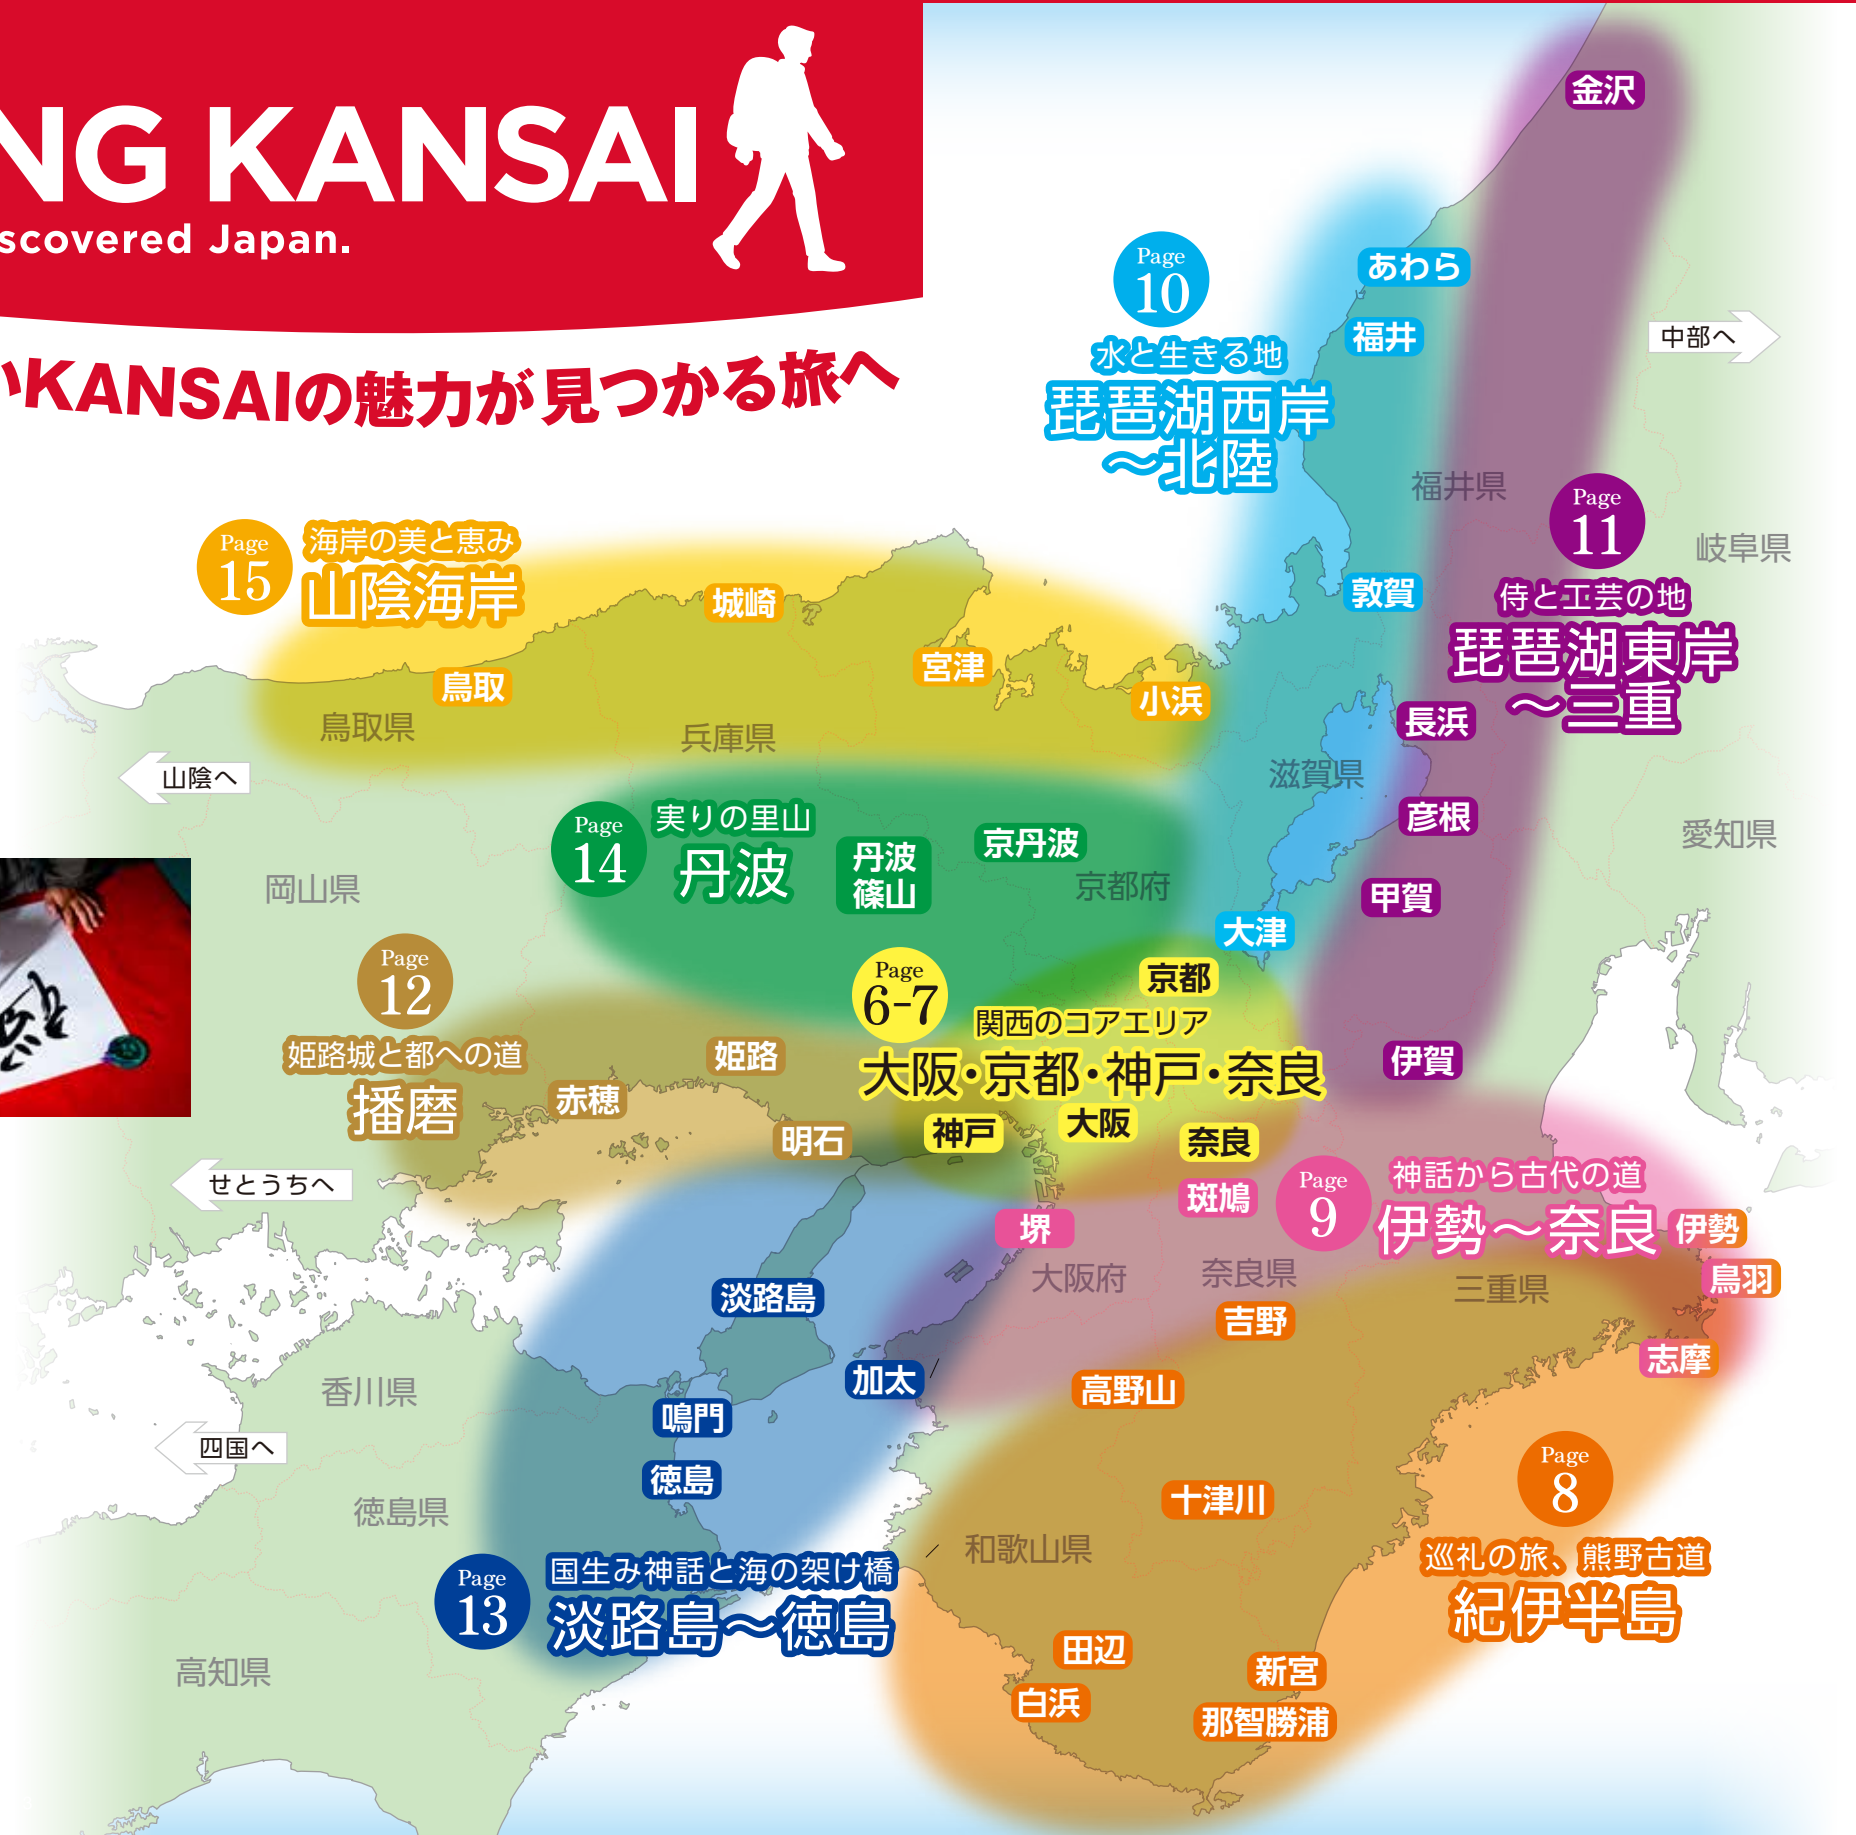 NG KANSAI
scovered Japan.
いKANSAIの魅力が見つかる旅へ
金沢
Page
10
水と生きる地
琵琶湖西岸
～北陸
あわら
福井
中部へ
福井県
Page
11
侍と工芸の地
琵琶湖東岸
～三重
岐阜県
Page
15
海岸の美と恵み
山陰海岸
城崎
宮津
小浜
鳥取
鳥取県
兵庫県
敦賀
長浜
滋賀県
彦根
愛知県
山陰へ
Page
14
実りの里山
丹波
丹波
篠山
京丹波
京都府
岡山県
甲賀
大津
Page
12
姫路城と都への道
播磨
姫路
赤穂
明石
Page
6-7
関西のコアエリア
大阪・京都・神戸・奈良
京都
神戸
大阪
奈良
伊賀
せとうちへ
斑鳩
堺
Page
9
神話から古代の道
伊勢～奈良
伊勢
鳥羽
志摩
大阪府
奈良県
三重県
淡路島
吉野
加太
高野山
香川県
鳴門
四国へ
徳島
徳島県
十津川
和歌山県
Page
8
巡礼の旅、熊野古道
紀伊半島
Page
13
国生み神話と海の架け橋
淡路島～徳島
高知県
田辺
白浜
新宮
那智勝浦